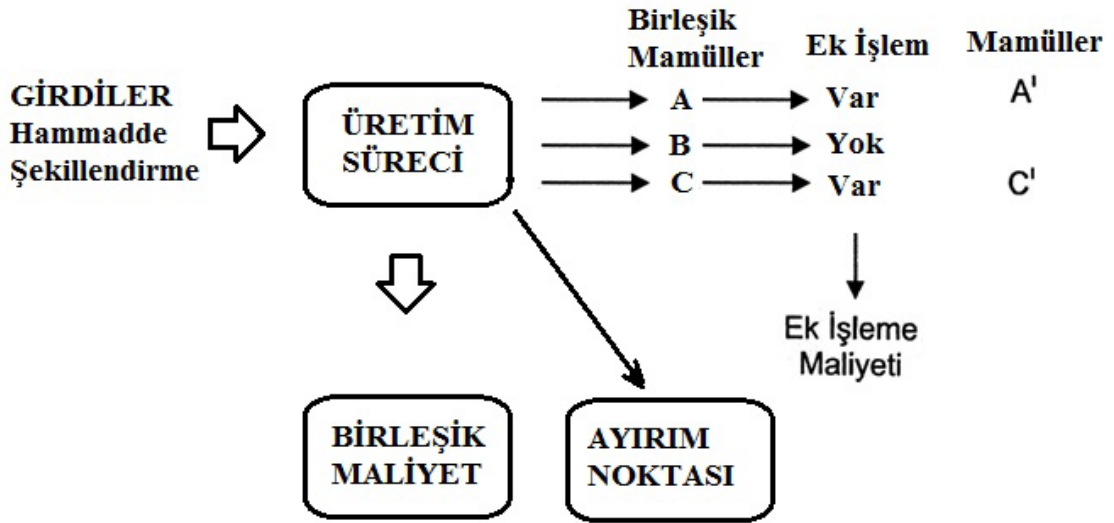 Birleşik
Mamüller
Ek İşlem
Mamüller
GİRDİLER
Hammadde
Şekillendirme
ÜRETİM
SÜRECİ
A
Var
A'
B
Yok
C
Var
C'
Ek İşleme
Maliyeti
BİRLEŞİK
MALİYET
AYIRIM
NOKTASI